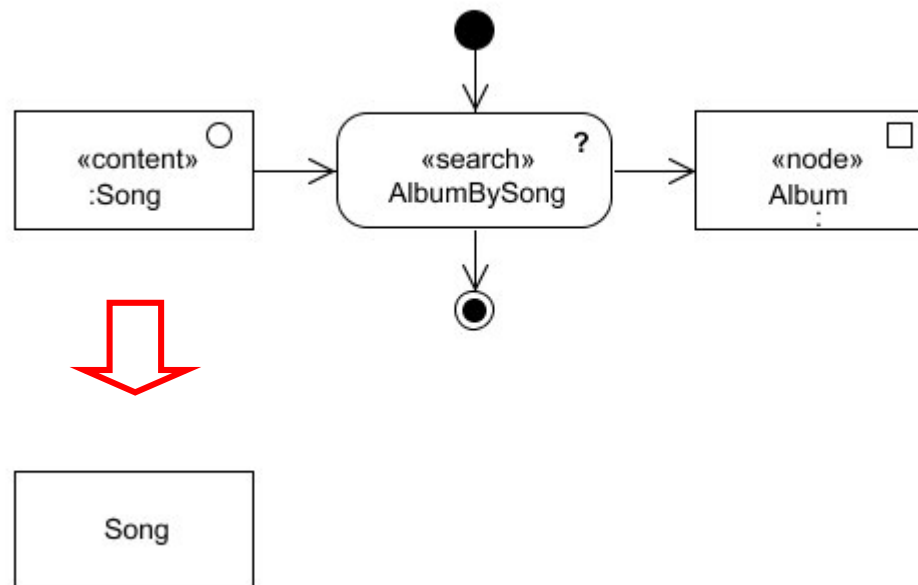 ?
«content»
:Song
«search»
AlbumBySong
«node»
Album
:
Song